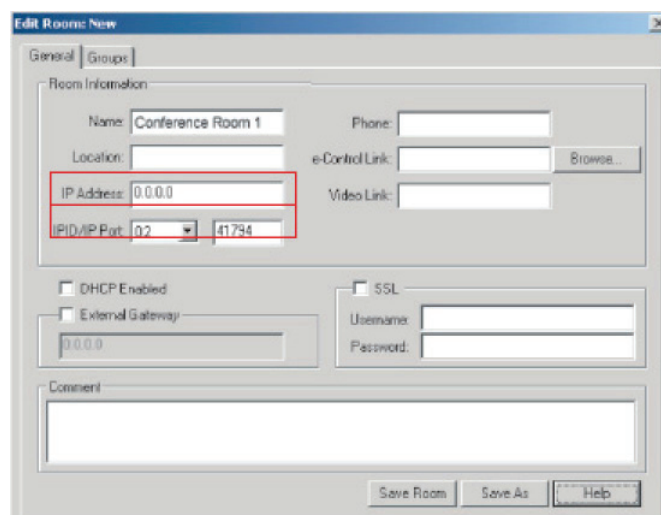 Edit Room: New
General Groups
Room Information
Name: Conference Room 1 Phone:
Location: e-Control Link: Browse...
IP Address: 0.0.0.0 Video Link:
IPID/IP Port: 02 41794
DHCP Enabled SSL
External Gateway Username:
0.0.0.0 Password:
Comment
Save Room Save As Help